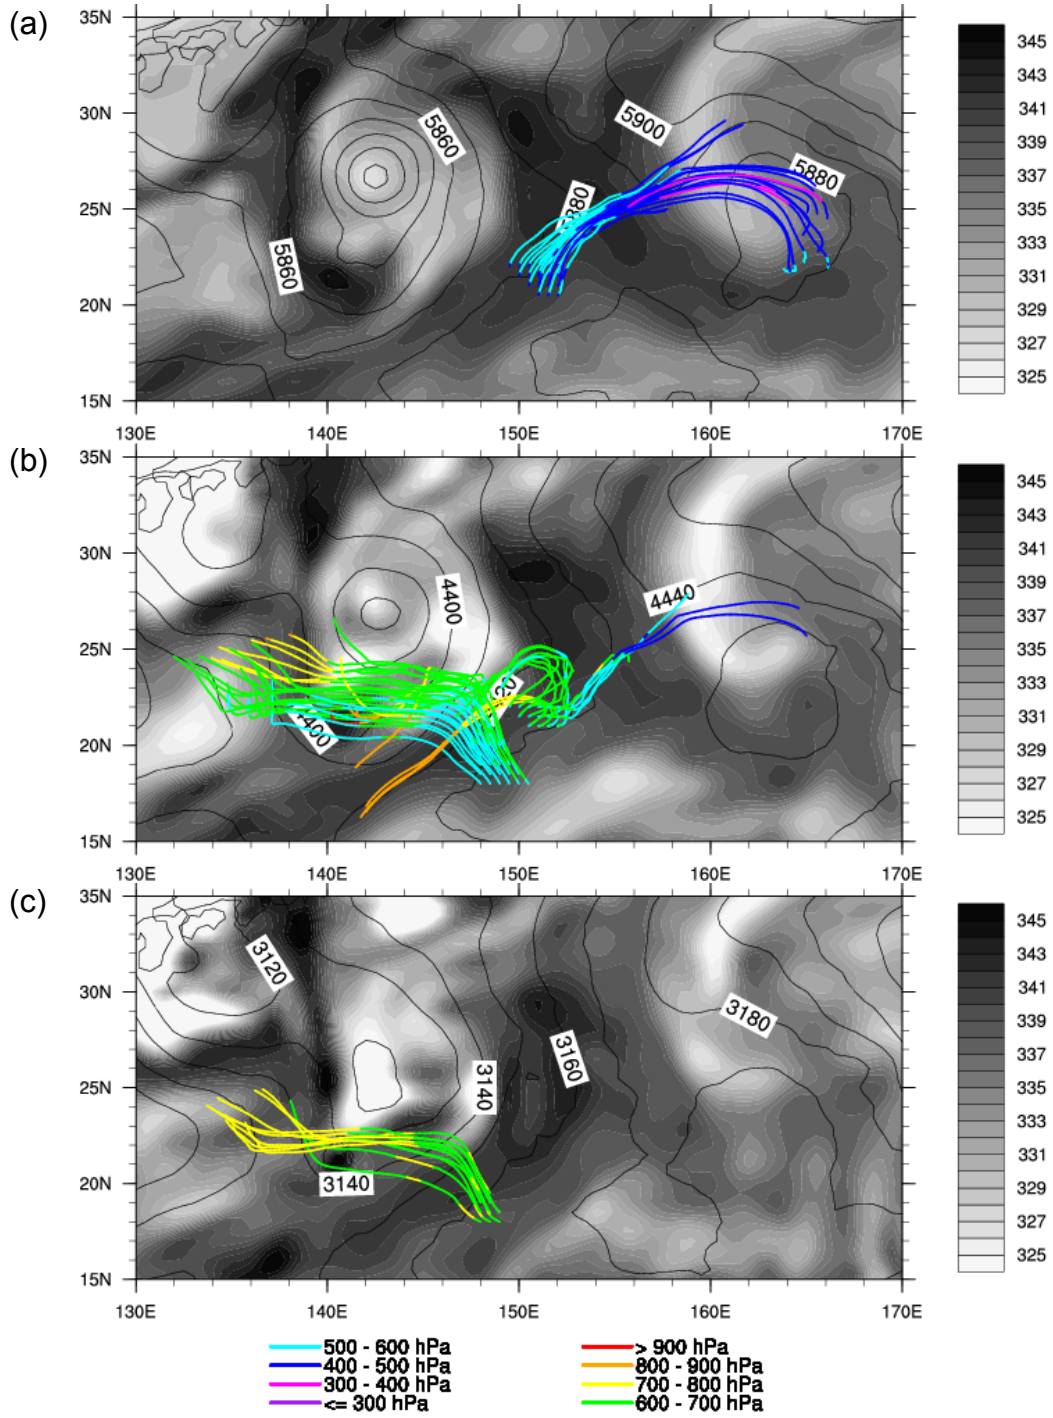 (a)
35N
30N
25N
20N
15N
130E 140E 150E 160E 170E
5860
5900
5880
5860
345
343
341
339
337
335
333
331
329
327
325
(b)
35N
30N
25N
20N
15N
130E 140E 150E 160E 170E
4400
4440
345
343
341
339
337
335
333
331
329
327
325
(c)
35N
30N
25N
20N
15N
130E 140E 150E 160E 170E
3120
3180
3160
3140
3140
345
343
341
339
337
335
333
331
329
327
325
500 - 600 hPa
400 - 500 hPa
300 - 400 hPa
<= 300 hPa
> 900 hPa
800 - 900 hPa
700 - 800 hPa
600 - 700 hPa